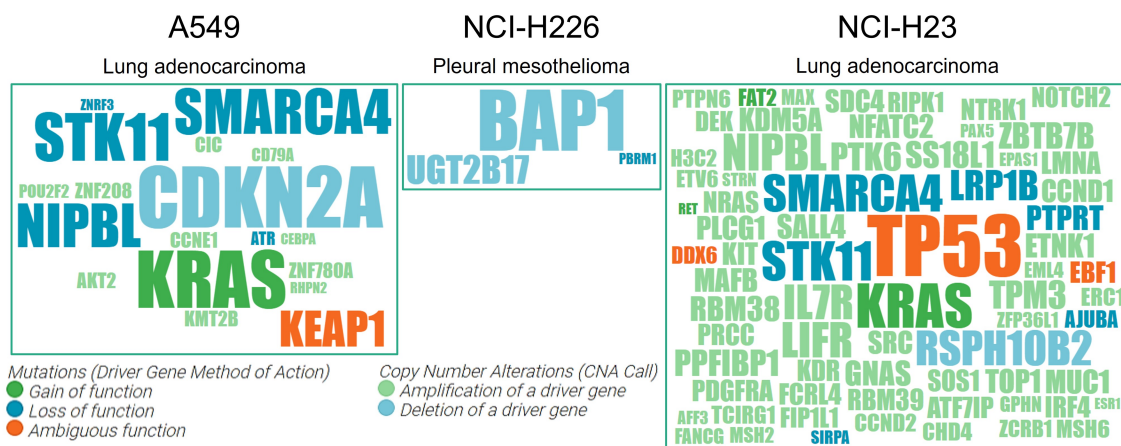 A549
Lung adenocarcinoma
ZNRF3
SMARCA4
STK11
CIC
CD79A
POU2F2 ZNF208
CDKN2A
NIPBL
CCNE1
ATR CEBPA
AKT2
KRAS
ZNF780A
RHPN2
KMT2B
KEAP1
NCI-H226
Pleural mesothelioma
BAP1
UGT2B17
PBRM1
NCI-H23
Lung adenocarcinoma
PTPN6 FAT2 MAX SDC4 RIPK1 NTRK1 NOTCH2
DEK KDM5A NFATC2 PAX5 ZBTB7B
H3C2 NIPBL PTK6 SS18L1 EPAS1 LMNA
ETV6 STRN SMARCA4 LRP1B CCND1
RET NRAS
PLCG1 SALL4 TP53 PTPRT
DDX6 KIT STK11 ETNK1
MAFB EML4 EBF1
RBM38 IL7R KRAS TPM3 ERC1
ZFP36L1 AJUBA
PRCC LIFR SRC RSPH10B2
PPFIBP1 KDR GNAS SOS1 TOP1 MUC1
PDGFRA FCRL4 RBM39 ATF7IP GPHN IRF4 ESR1
AFF3 TCIRG1 FIP1L1 CCND2
FANCG MSH2 SIRPA CHD4 ZCRB1 MSH6
Mutations (Driver Gene Method of Action)
Gain of function
Loss of function
Ambiguous function
Copy Number Alterations (CNA Call)
Amplification of a driver gene
Deletion of a driver gene